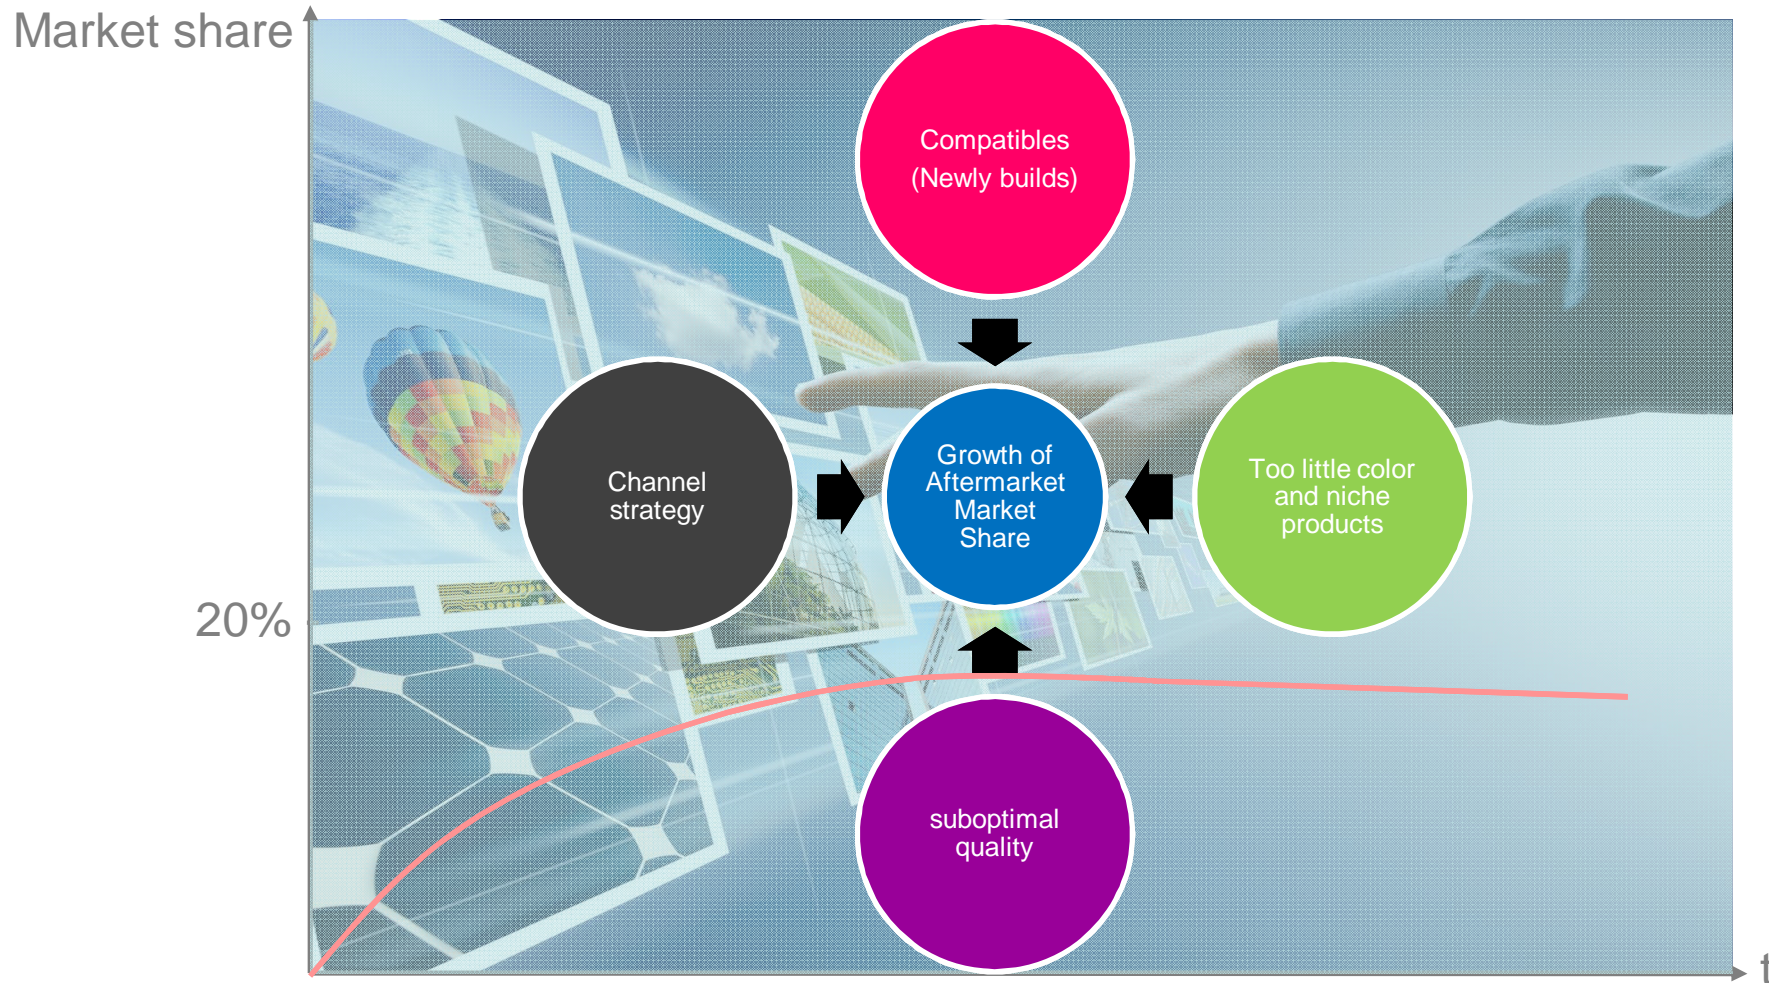 Market share
Compatibles
(Newly builds)
Channel
strategy
Growth of
Aftermarket
Market
Share
Too little color
and niche
products
20%
suboptimal
quality
t